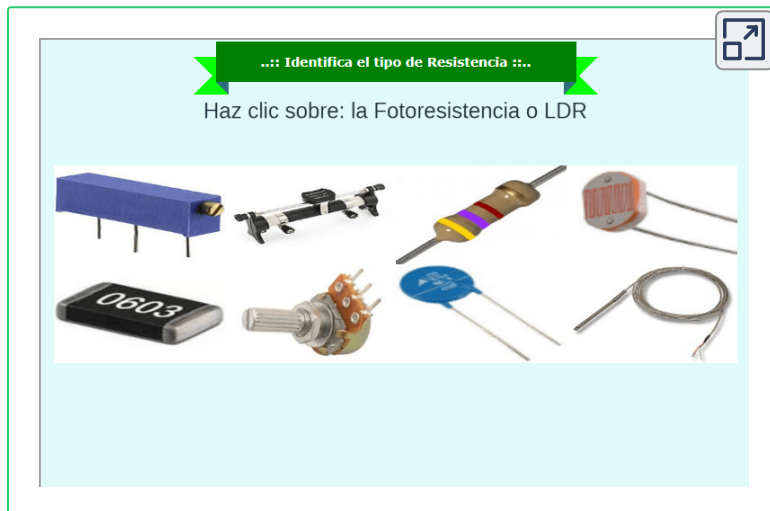 ..:: Identifica el tipo de Resistencia ::..
Haz clic sobre: la Fotoresistencia o LDR
0603